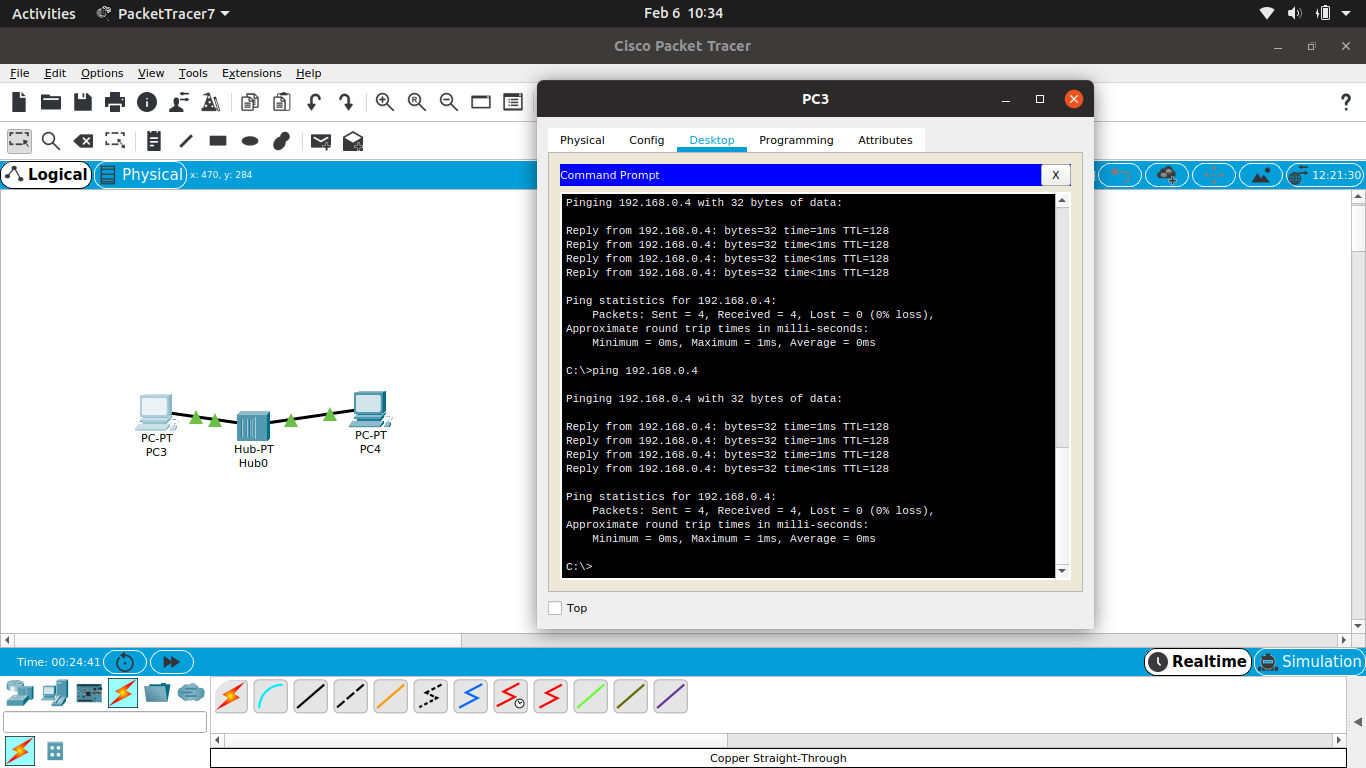 Activities PacketTracer7 Feb 6 10:34
Cisco Packet Tracer
File Edit Options View Tools Extensions Help
PC3
Physical Config Desktop Programming Attributes
Logical Physical x: 470, y: 284
12:21:30
Command Prompt X
Pinging 192.168.0.4 with 32 bytes of data:
Reply from 192.168.0.4: bytes=32 time=1ms TTL=128
Reply from 192.168.0.4: bytes=32 time<1ms TTL=128
Reply from 192.168.0.4: bytes=32 time<1ms TTL=128
Reply from 192.168.0.4: bytes=32 time<1ms TTL=128
Ping statistics for 192.168.0.4:
Packets: Sent = 4, Received = 4, Lost = 0 (0% loss),
Approximate round trip times in milli-seconds:
Minimum = 0ms, Maximum = 1ms, Average = 0ms
C:\>ping 192.168.0.4
Pinging 192.168.0.4 with 32 bytes of data:
Reply from 192.168.0.4: bytes=32 time=1ms TTL=128
Reply from 192.168.0.4: bytes=32 time=1ms TTL=128
Reply from 192.168.0.4: bytes=32 time=1ms TTL=128
Reply from 192.168.0.4: bytes=32 time<1ms TTL=128
Ping statistics for 192.168.0.4:
Packets: Sent = 4, Received = 4, Lost = 0 (0% loss),
Approximate round trip times in milli-seconds:
Minimum = 0ms, Maximum = 1ms, Average = 0ms
C:\>
Top
PC-PT
PC3
Hub-PT
Hub0
PC-PT
PC4
Time: 00:24:41
Realtime Simulation
Copper Straight-Through